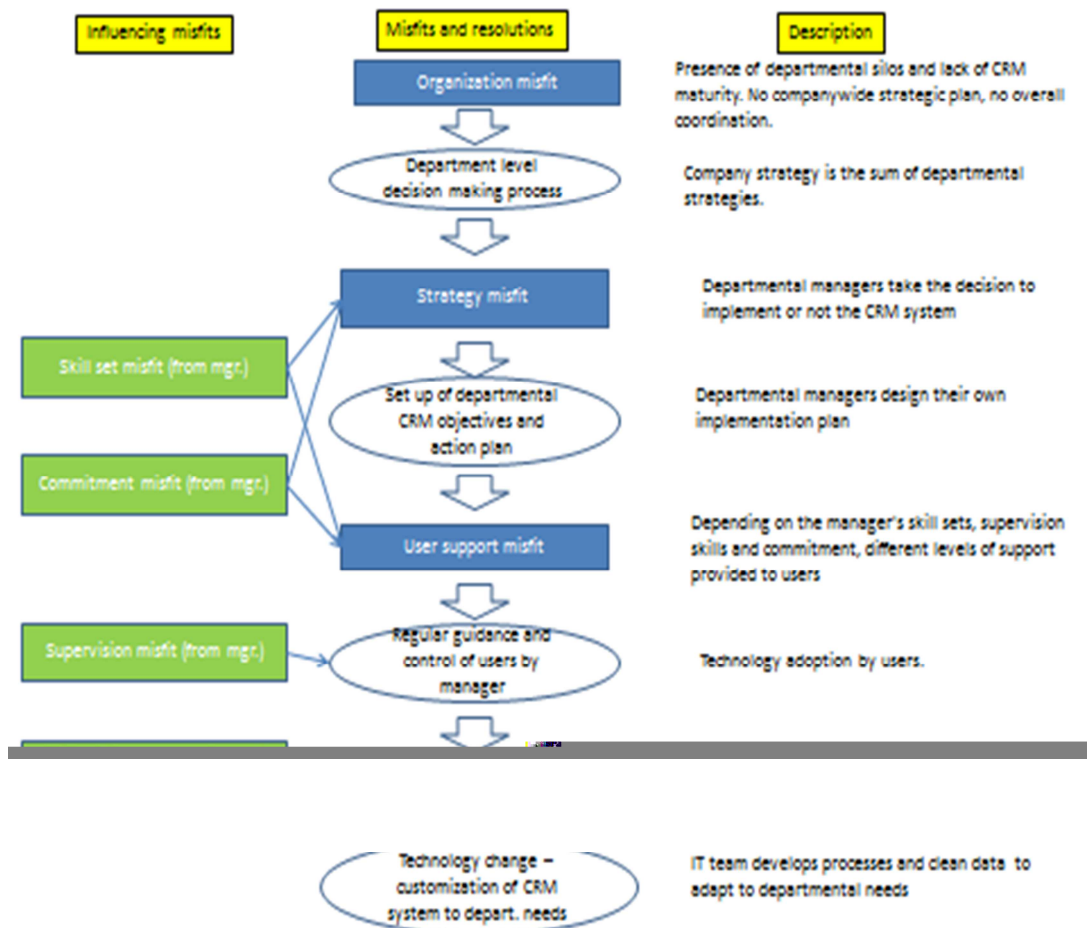 Influencing misfits
Misfits and resolutions
Description
Organization misfit
Presence of departmental silos and lack of CRM
maturity. No companywide strategic plan, no overall
coordination.
Department level
decision making process
Company strategy is the sum of departmental
strategies.
Strategy misfit
Departmental managers take the decision to
implement or not the CRM system
Skill set misfit (from mgr.)
Set up of departmental
CRM objectives and
action plan
Departmental managers design their own
implementation plan
Commitment misfit (from mgr.)
User support misfit
Depending on the manager's skill sets, supervision
skills and commitment, different levels of support
provided to users
Supervision misfit (from mgr.)
Regular guidance and
control of users by
manager
Technology adoption by users.
Technology change –
customization of CRM
system to depart. needs
IT team develops processes and clean data to
adapt to departmental needs